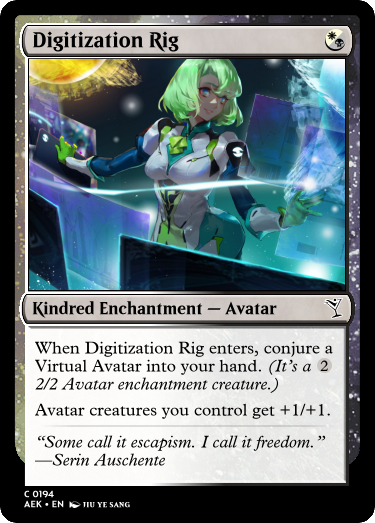 Digitization Rig
Kindred Enchantment — Avatar
When Digitization Rig enters, conjure a
Virtual Avatar into your hand. (It's a 2
2/2 Avatar enchantment creature.)
Avatar creatures you control get +1/+1.
“Some call it escapism. I call it freedom.”
—Serin Auschente
C 0194
AEK • EN JIU YE SANG